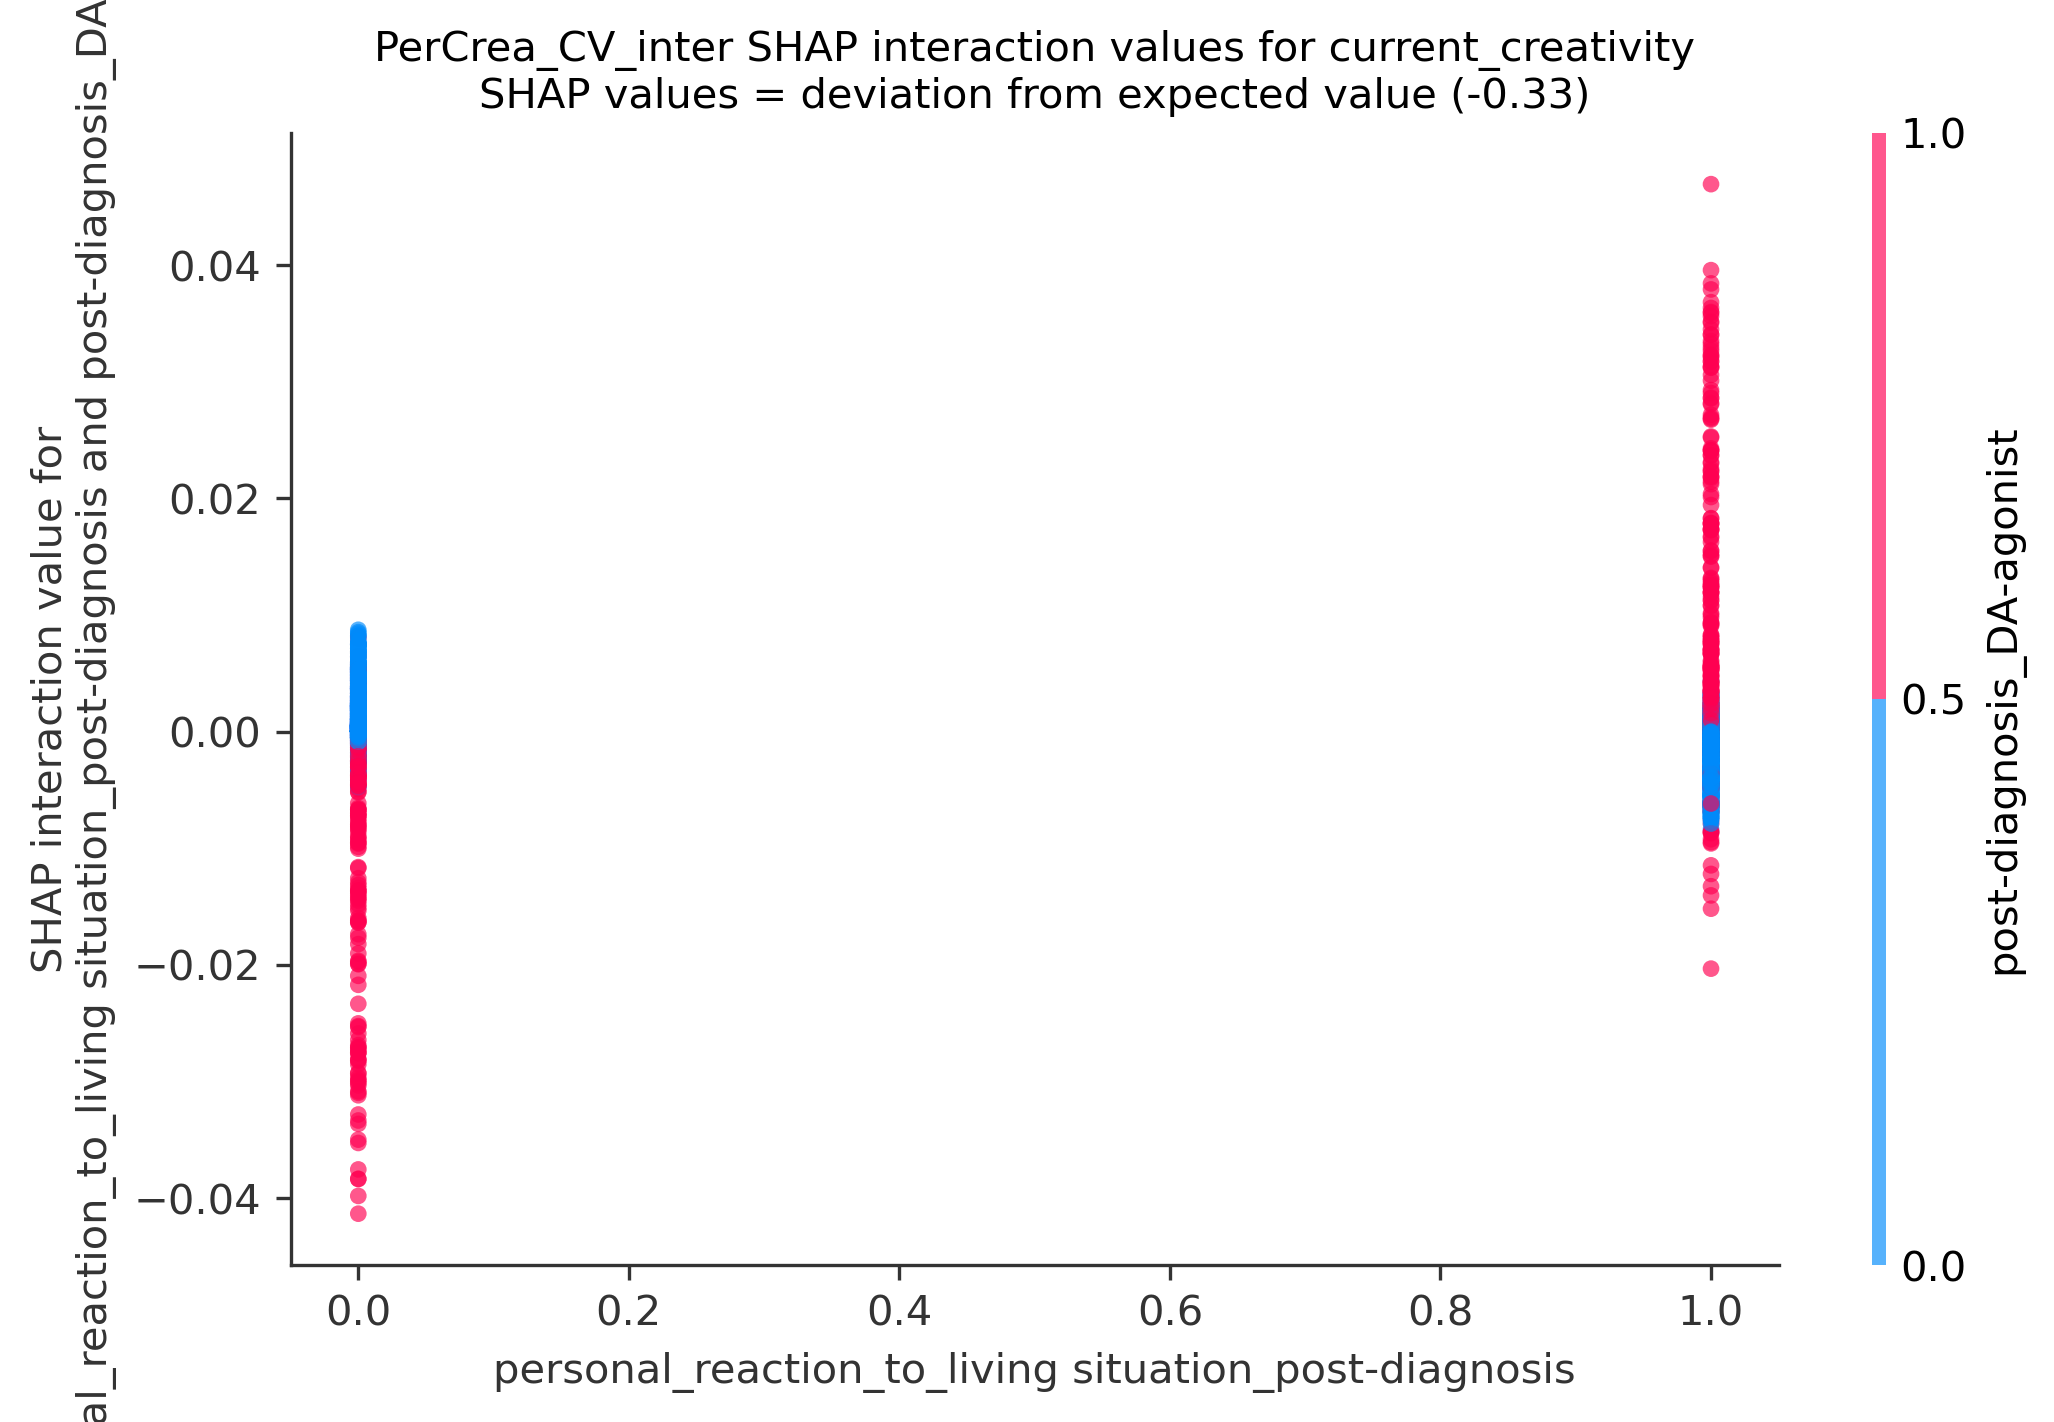 PerCrea_CV_inter SHAP interaction values for current_creativity
SHAP values = deviation from expected value (-0.33)
SHAP interaction value for
al_reaction_to_living situation_post-diagnosis and post-diagnosis_DA
0.04
0.02
0.00
−0.02
−0.04
0.0
0.2
0.4
0.6
0.8
1.0
personal_reaction_to_living situation_post-diagnosis
1.0
0.5
0.0
post-diagnosis_DA-agonist